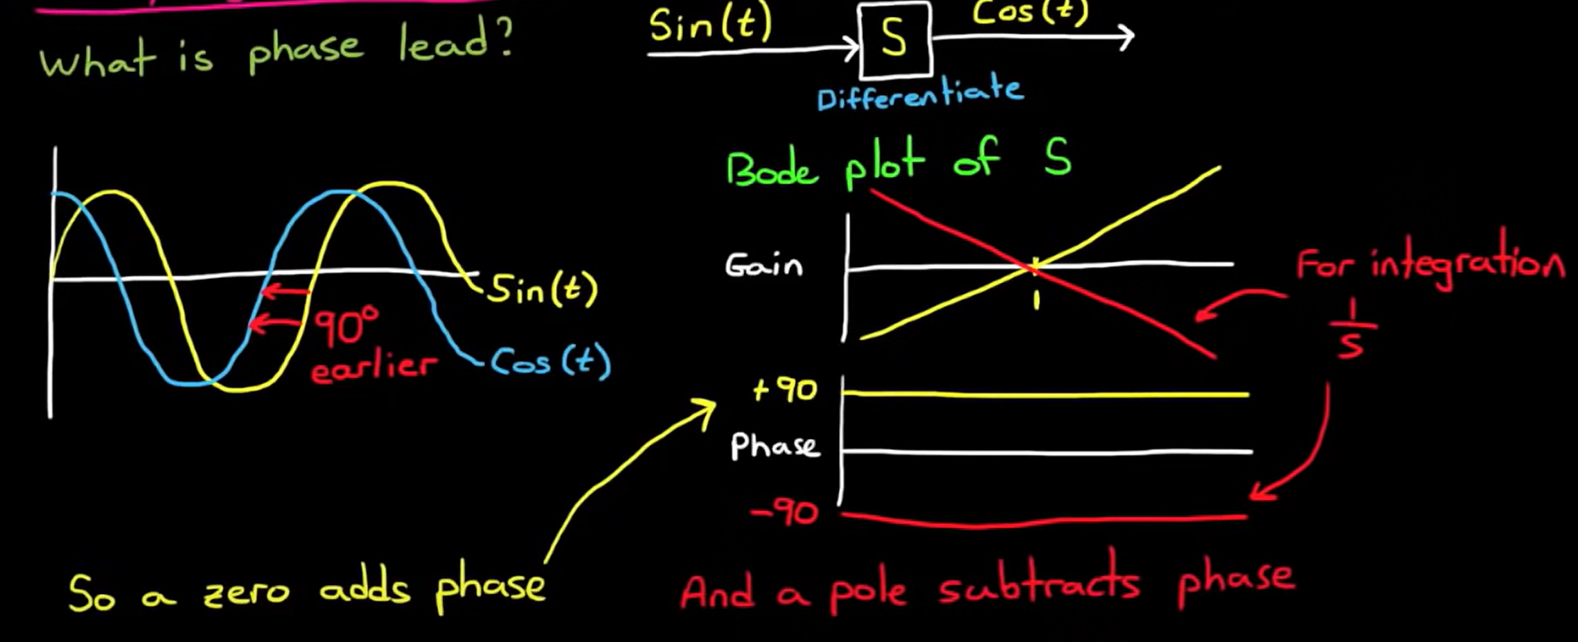 What is phase lead?
Sin(t)
S
Cos(t)
Differentiate
Sin(t)
90°
earlier
Cos(t)
Bode plot of S
Gain
1
For integration
1
S
+90
Phase
-90
So a zero adds phase
And a pole subtracts phase